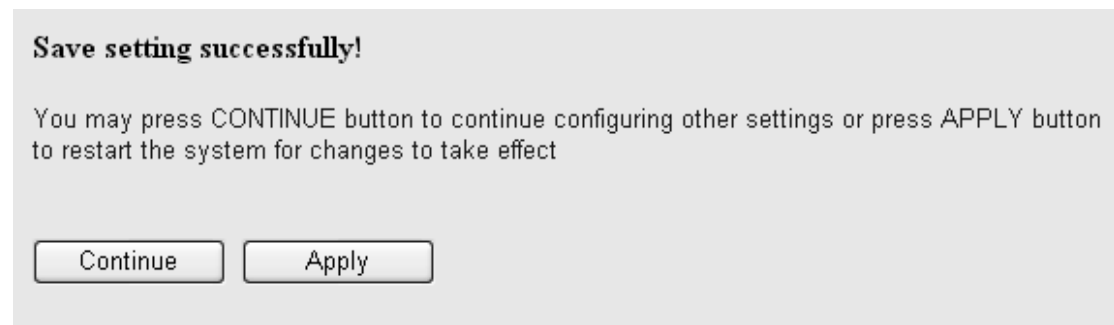 Save setting successfully!
You may press CONTINUE button to continue configuring other settings or press APPLY button
to restart the system for changes to take effect
Continue
Apply